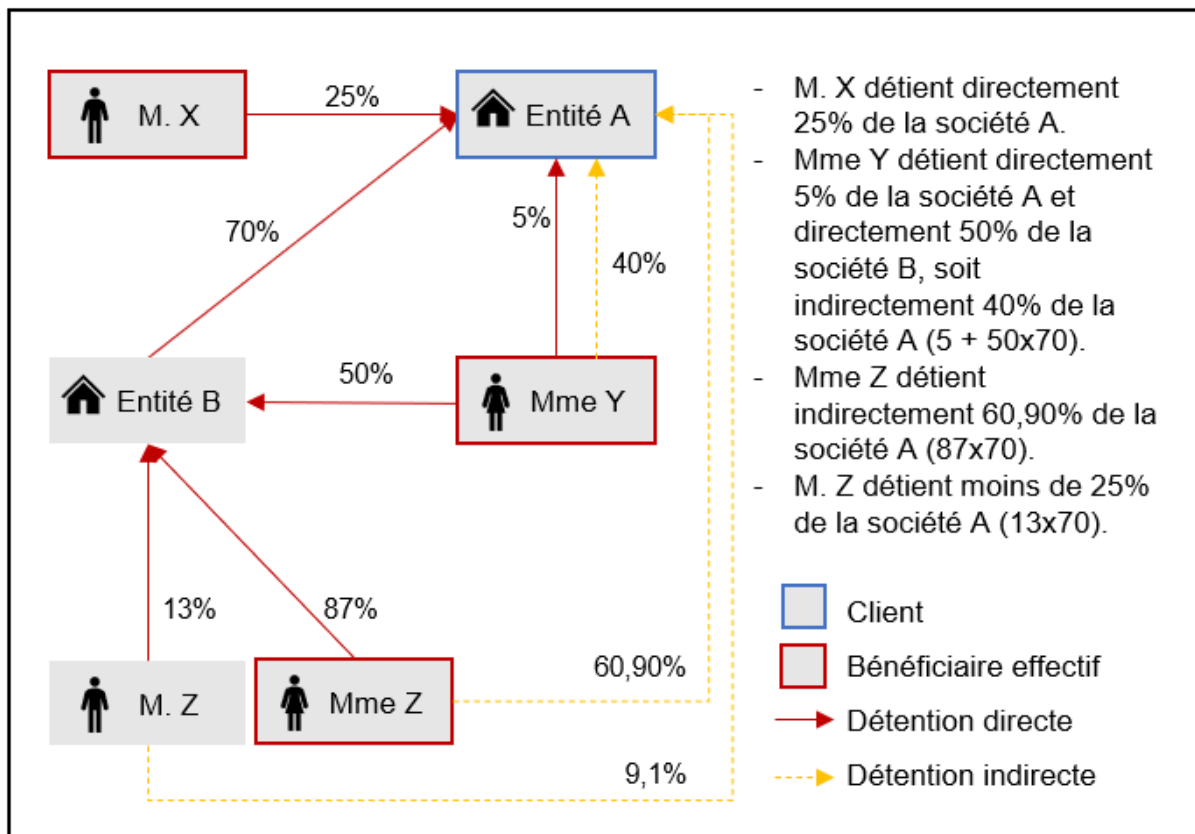 M. X
25%
Entité A
70%
5%
40%
Entité B
50%
Mme Y
13%
87%
60,90%
M. Z
Mme Z
9,1%
- M. X détient directement
25% de la société A.
- Mme Y détient directement
5% de la société A et
directement 50% de la
société B, soit
indirectement 40% de la
société A (5 + 50x70).
- Mme Z détient
indirectement 60,90% de la
société A (87x70).
- M. Z détient moins de 25%
de la société A (13x70).
Client
Bénéficiaire effectif
Détention directe
Détention indirecte